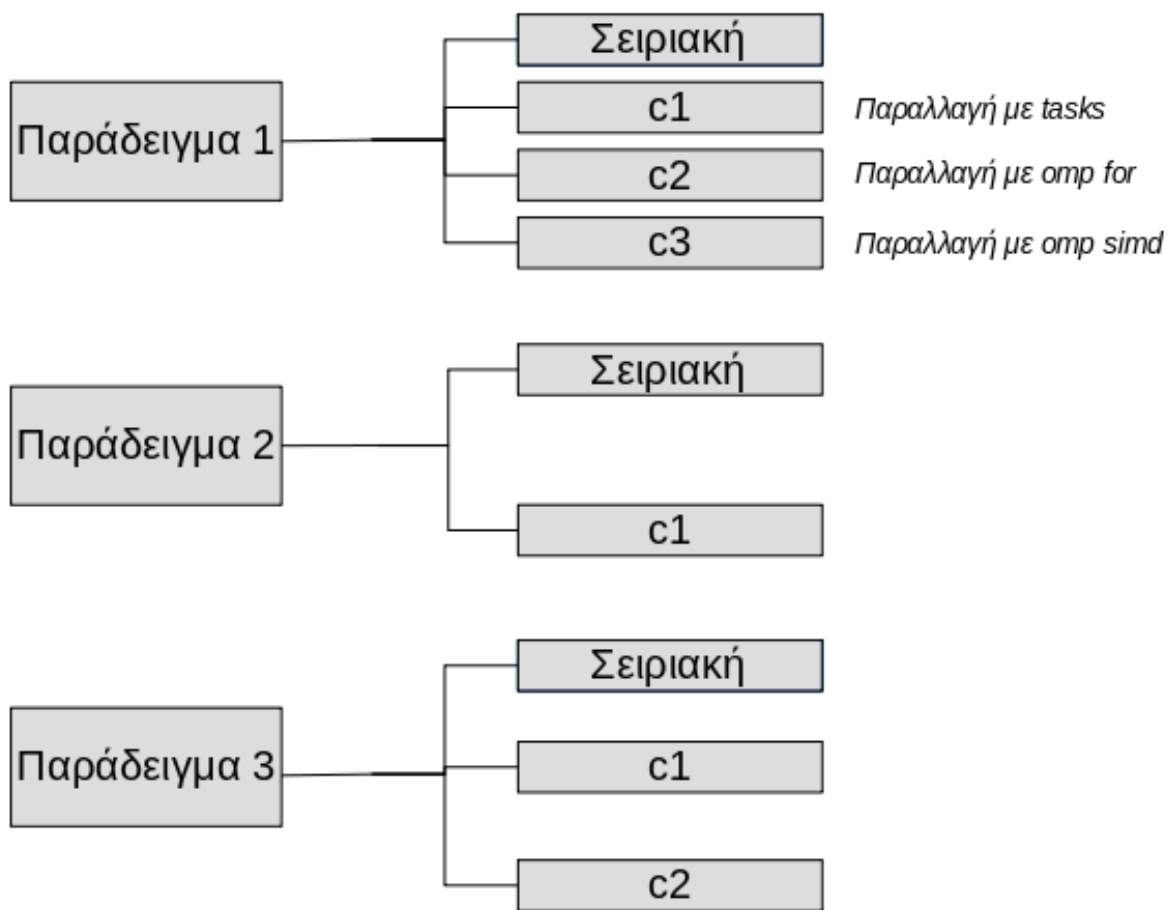 Σειριακή
Παράδειγμα 1
c1
Παραλλαγή με tasks
c2
Παραλλαγή με omp for
c3
Παραλλαγή με omp simd
Σειριακή
Παράδειγμα 2
c1
Σειριακή
Παράδειγμα 3
c1
c2